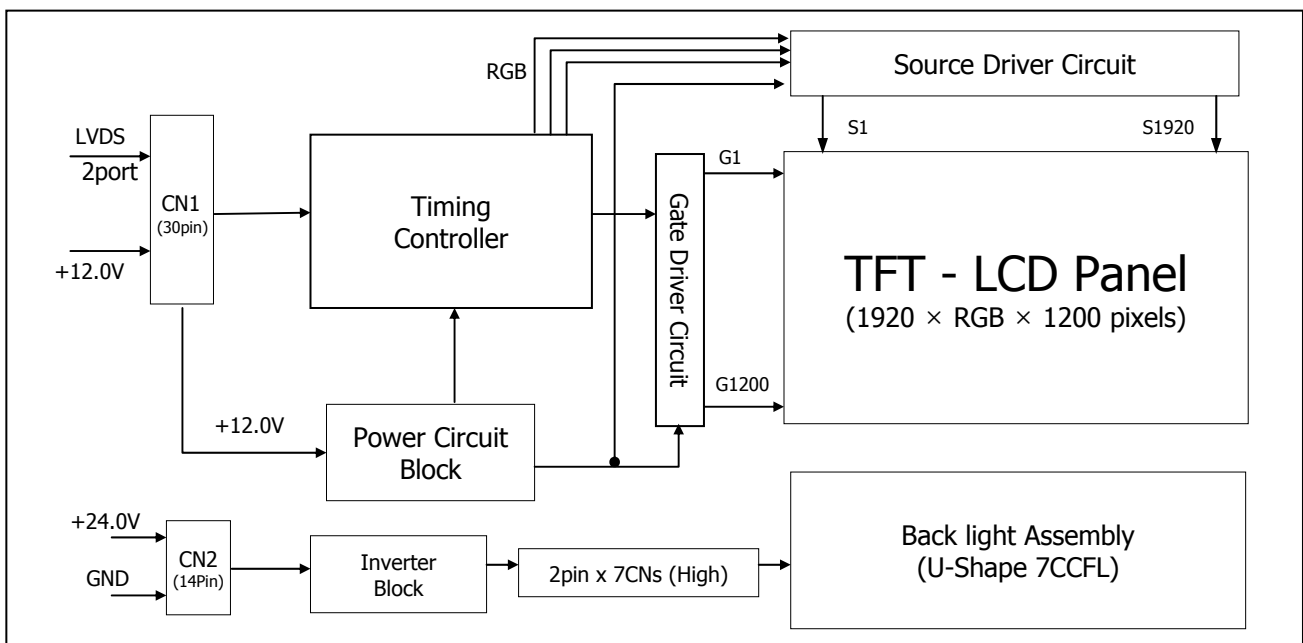 RGB
Source Driver Circuit
S1
S1920
LVDS
2port
CN1
(30pin)
+12.0V
Timing
Controller
Gate Driver Circuit
G1
G1200
TFT - LCD Panel
(1920 × RGB × 1200 pixels)
+12.0V
Power Circuit
Block
+24.0V
GND
CN2
(14Pin)
Inverter
Block
2pin x 7CNs (High)
Back light Assembly
(U-Shape 7CCFL)